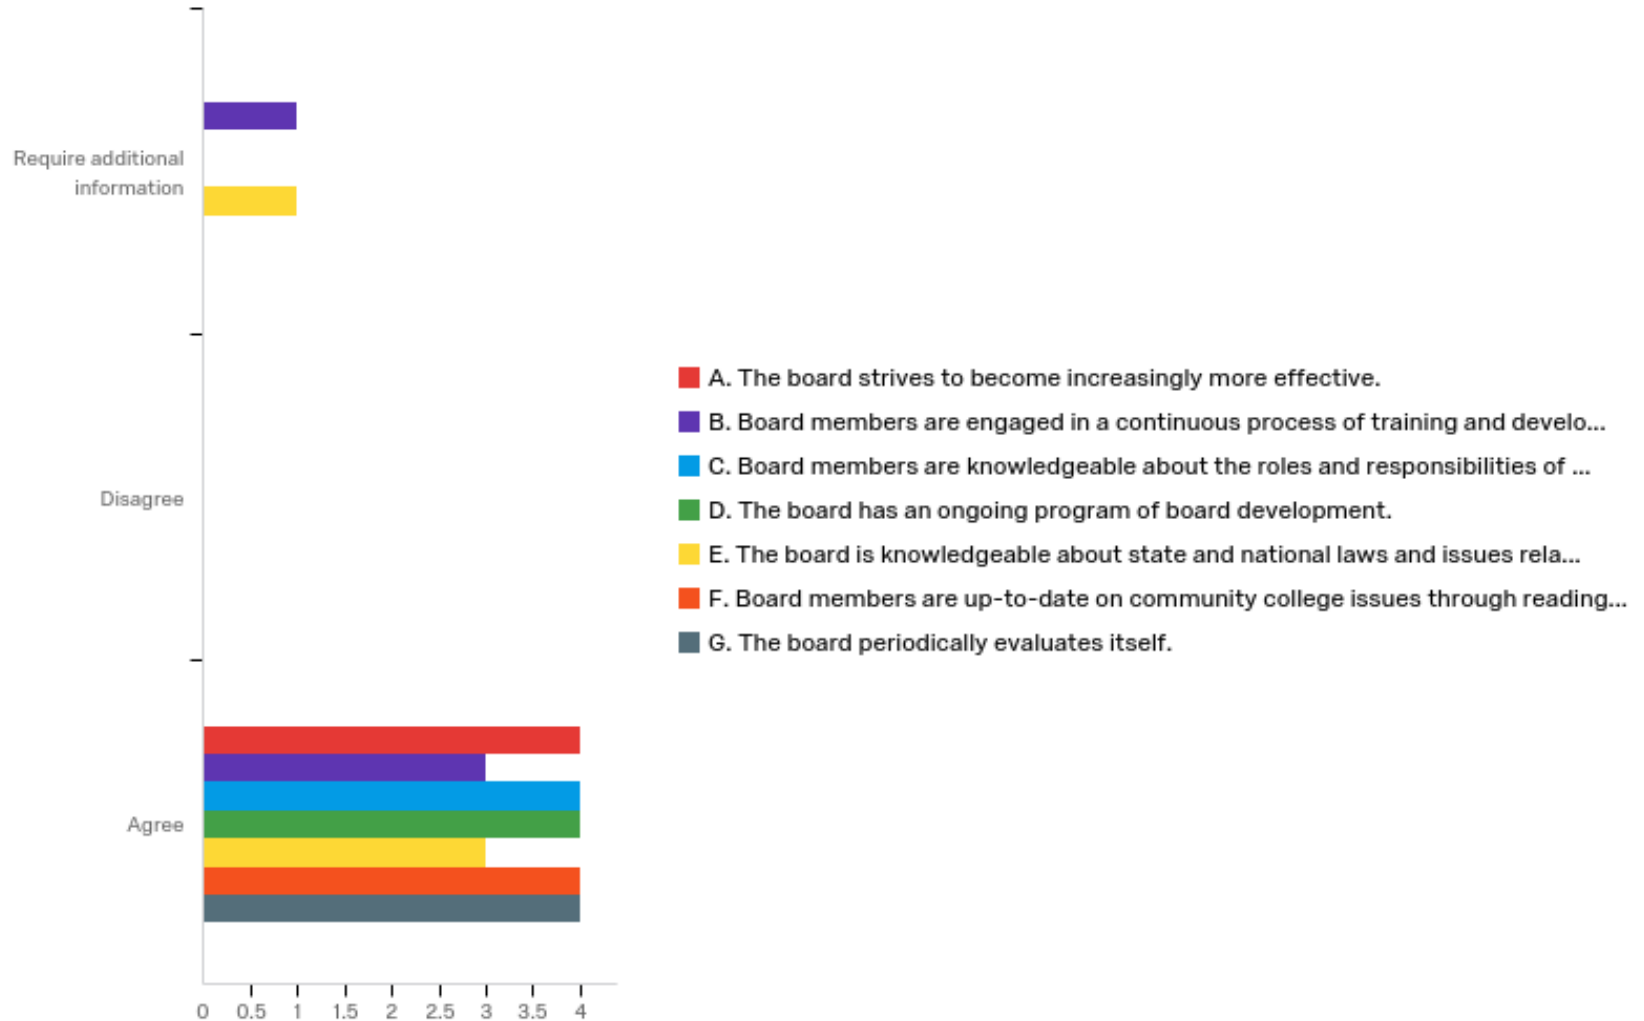 Require additional
information
Disagree
Agree
0 0.5 1 1.5 2 2.5 3 3.5 4
A. The board strives to become increasingly more effective.
B. Board members are engaged in a continuous process of training and develo...
C. Board members are knowledgeable about the roles and responsibilities of ...
D. The board has an ongoing program of board development.
E. The board is knowledgeable about state and national laws and issues rela...
F. Board members are up-to-date on community college issues through reading...
G. The board periodically evaluates itself.